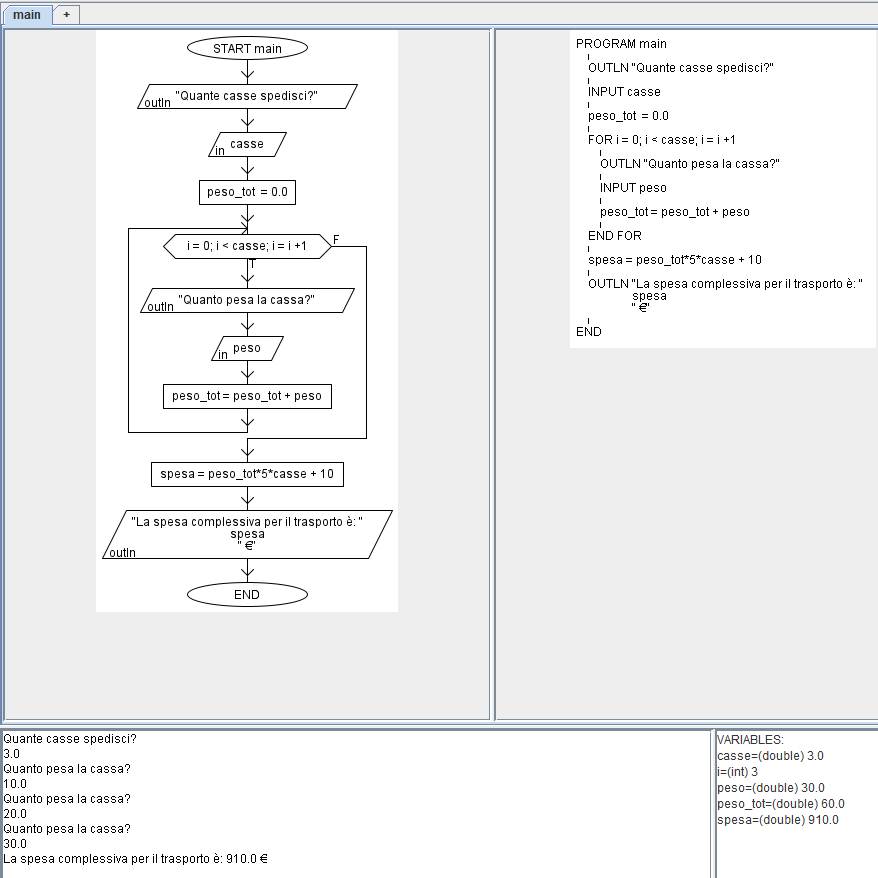 main
+
START main
"Quante casse spedisci?"
outln
casse
in
peso_tot = 0.0
i = 0; i < casse; i = i +1
F
T
"Quanto pesa la cassa?"
outln
peso
in
peso_tot = peso_tot + peso
spesa = peso_tot*5*casse + 10
"La spesa complessiva per il trasporto è: "
spesa
" €"
outln
END
PROGRAM main
OUTLN "Quante casse spedisci?"
INPUT casse
peso_tot = 0.0
FOR i = 0; i < casse; i = i +1
OUTLN "Quanto pesa la cassa?"
INPUT peso
peso_tot = peso_tot + peso
END FOR
spesa = peso_tot*5*casse + 10
OUTLN "La spesa complessiva per il trasporto è: "
spesa
" €"
END
Quante casse spedisci?
3.0
Quanto pesa la cassa?
10.0
Quanto pesa la cassa?
20.0
Quanto pesa la cassa?
30.0
La spesa complessiva per il trasporto è: 910.0 €
VARIABLES:
casse=(double) 3.0
i=(int) 3
peso=(double) 30.0
peso_tot=(double) 60.0
spesa=(double) 910.0